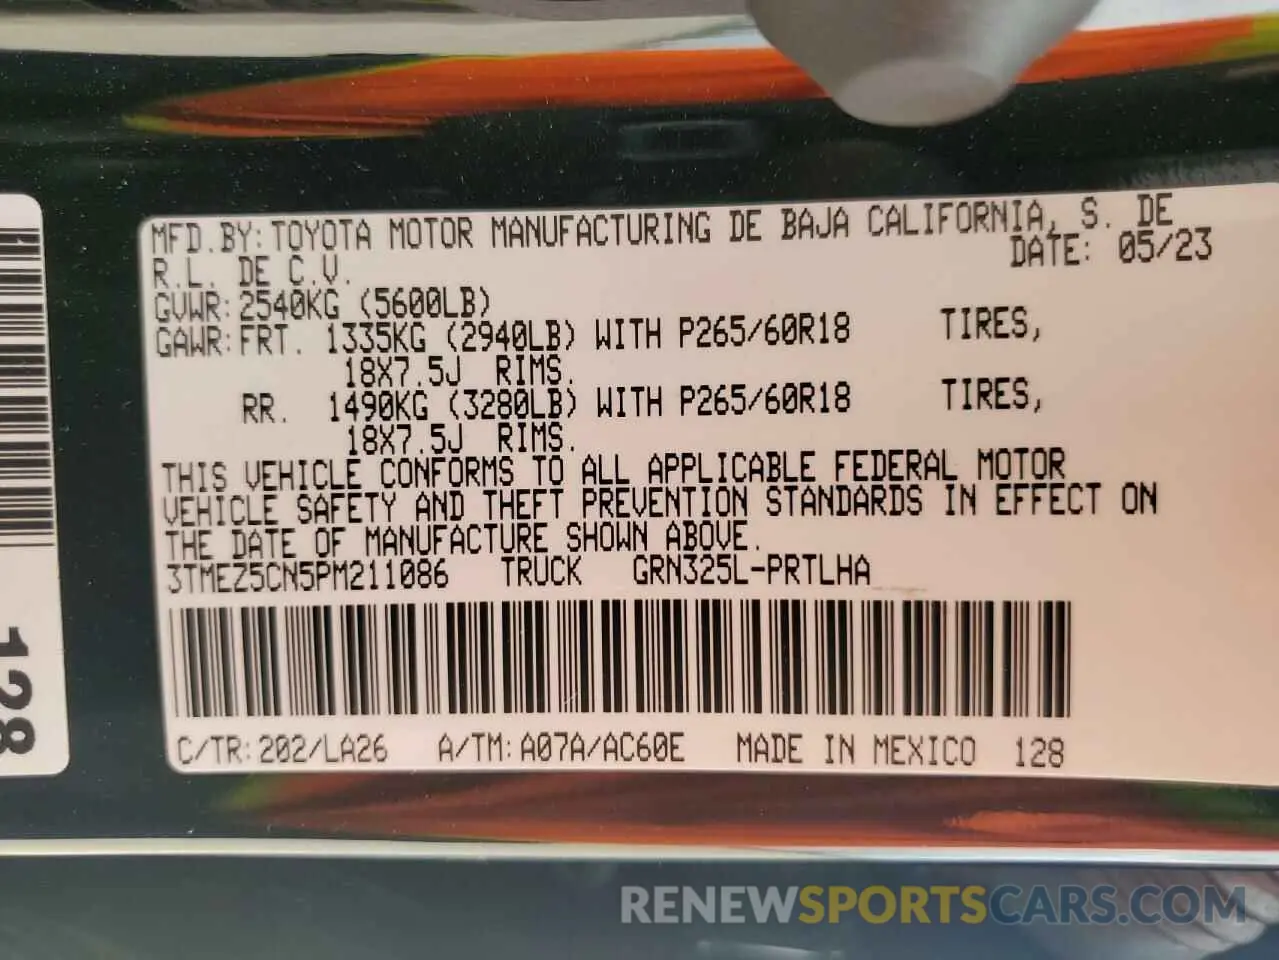 MFD.BY:TOYOTA MOTOR MANUFACTURING DE BAJA CALIFORNIA, S. DE
R.L. DE C.V. DATE: 05/23
GVWR:2540KG (5600LB)
GAWR:FRT. 1335KG (2940LB) WITH P265/60R18 TIRES,
18X7.5J RIMS.
RR. 1490KG (3280LB) WITH P265/60R18 TIRES,
18X7.5J RIMS.
THIS VEHICLE CONFORMS TO ALL APPLICABLE FEDERAL MOTOR
VEHICLE SAFETY AND THEFT PREVENTION STANDARDS IN EFFECT ON
THE DATE OF MANUFACTURE SHOWN ABOVE.
3TMEZ5CN5PM211086 TRUCK GRN325L-PRTLHA
C/TR:202/LA26 A/TM:A07A/AC60E MADE IN MEXICO 128
128
RENEWSPORTSCARS.COM